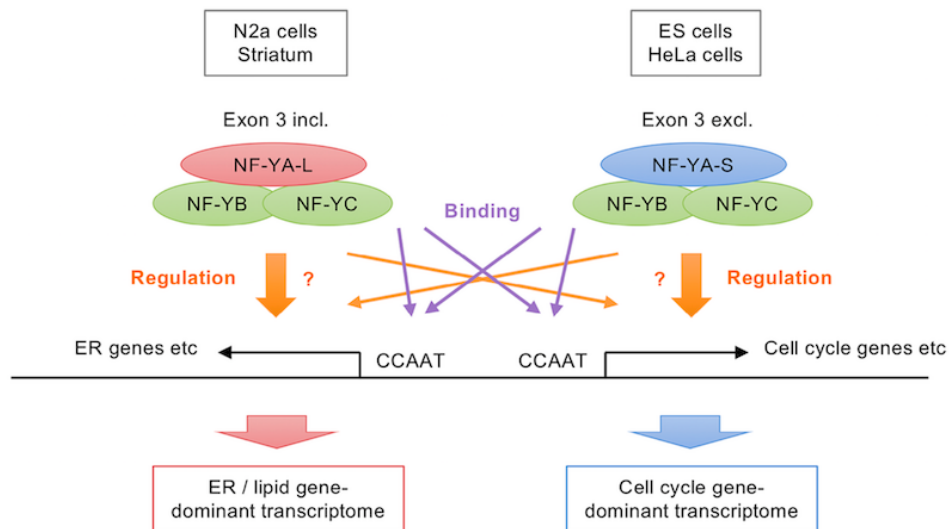 N2a cells
Striatum
ES cells
HeLa cells
Exon 3 incl.
Exon 3 excl.
NF-YA-L
NF-YA-S
NF-YB
NF-YC
Binding
NF-YB
NF-YC
Regulation
?
?
Regulation
ER genes etc
CCAAT
CCAAT
Cell cycle genes etc
ER / lipid gene-
dominant transcriptome
Cell cycle gene-
dominant transcriptome